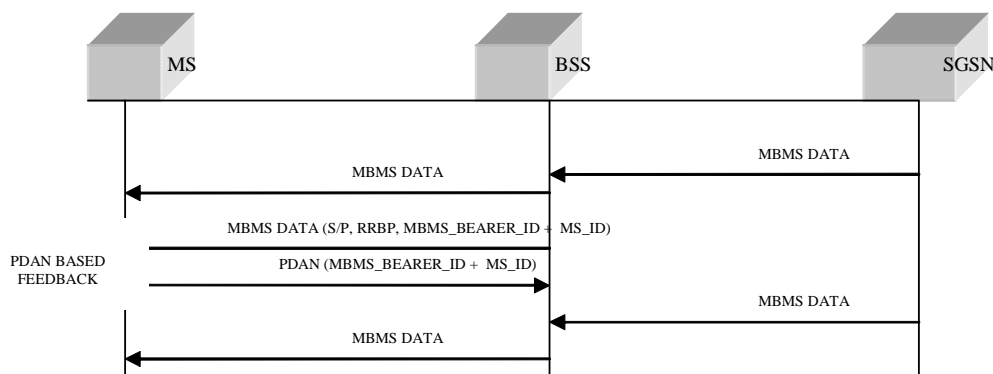 MS
BSS
SGSN
MBMS DATA
MBMS DATA
MBMS DATA (S/P, RRBP, MBMS_BEARER_ID + MS_ID)
PDAN BASED
FEEDBACK
PDAN (MBMS_BEARER_ID + MS_ID)
MBMS DATA
MBMS DATA